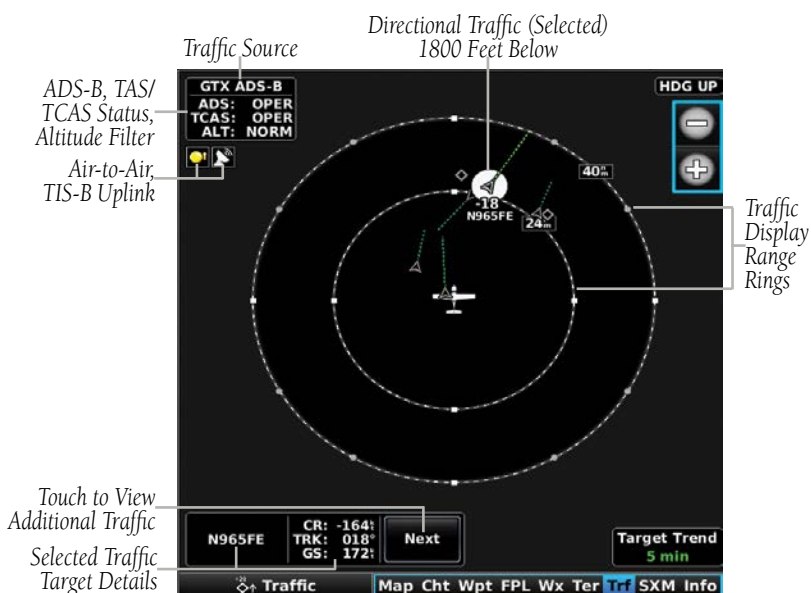 Directional Traffic (Selected)
1800 Feet Below
Traffic Source
ADS-B, TAS/
TCAS Status,
Altitude Filter
Air-to-Air,
TIS-B Uplink
GTX ADS-B
ADS: OPER
TCAS: OPER
ALT: NORM
HDG UP
40nm
-18
N965FE
24nm
Traffic
Display
Range
Rings
Touch to View
Additional Traffic
Selected Traffic
Target Details
N965FE
CR: -164kt
TRK: 018°
GS: 172kt
Next
Target Trend
5 min
+28
Traffic
Map Cht Wpt FPL Wx Ter Trf SXM Info